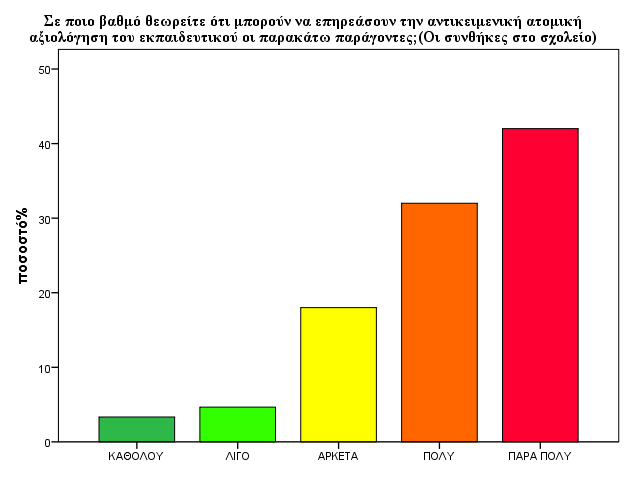 Σε ποιο βαθμό θεωρείτε ότι μπορούν να επηρεάσουν την αντικειμενική ατομική
αξιολόγηση του εκπαιδευτικού οι παρακάτω παράγοντες;(Οι συνθήκες στο σχολείο)
50
40
30
20
10
0
ποσοστό%
ΚΑΘΟΛΟΥ
ΛΙΓΟ
ΑΡΚΕΤΑ
ΠΟΛΥ
ΠΑΡΑ ΠΟΛΥ